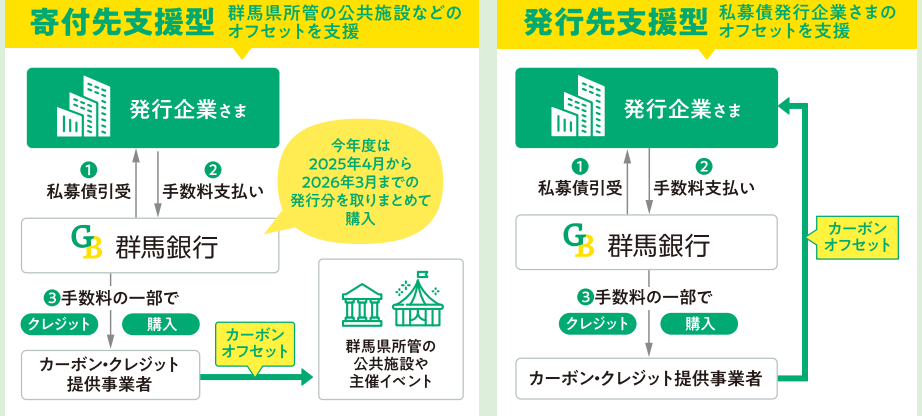 寄付先支援型
群馬県所管の公共施設などの
オフセットを支援
発行企業さま
❶
私募債引受
❷
手数料支払い
今年度は
2025年4月から
2026年3月までの
発行分を取りまとめて
購入
GB 群馬銀行
❸手数料の一部で
クレジット 購入
カーボン・クレジット
提供事業者
カーボン
オフセット
群馬県所管の
公共施設や
主催イベント
発行先支援型
私募債発行企業さまの
オフセットを支援
発行企業さま
❶
私募債引受
❷
手数料支払い
GB 群馬銀行
❸手数料の一部で
クレジット 購入
カーボン・クレジット提供事業者
カーボン
オフセット